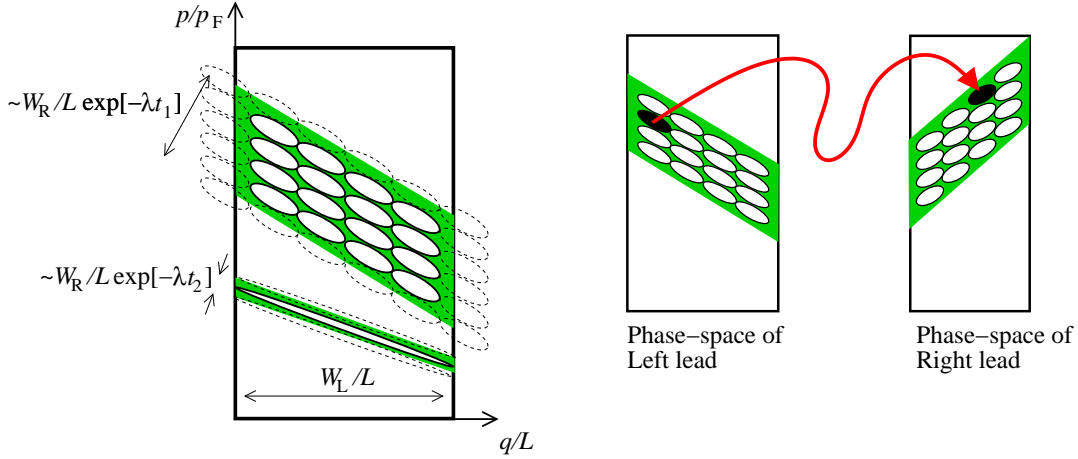 p/p_F
~W_R/L exp[−λt_1]
~W_R/L exp[−λt_2]
W_L/L
q/L
Phase−space of
Left lead
Phase−space of
Right lead